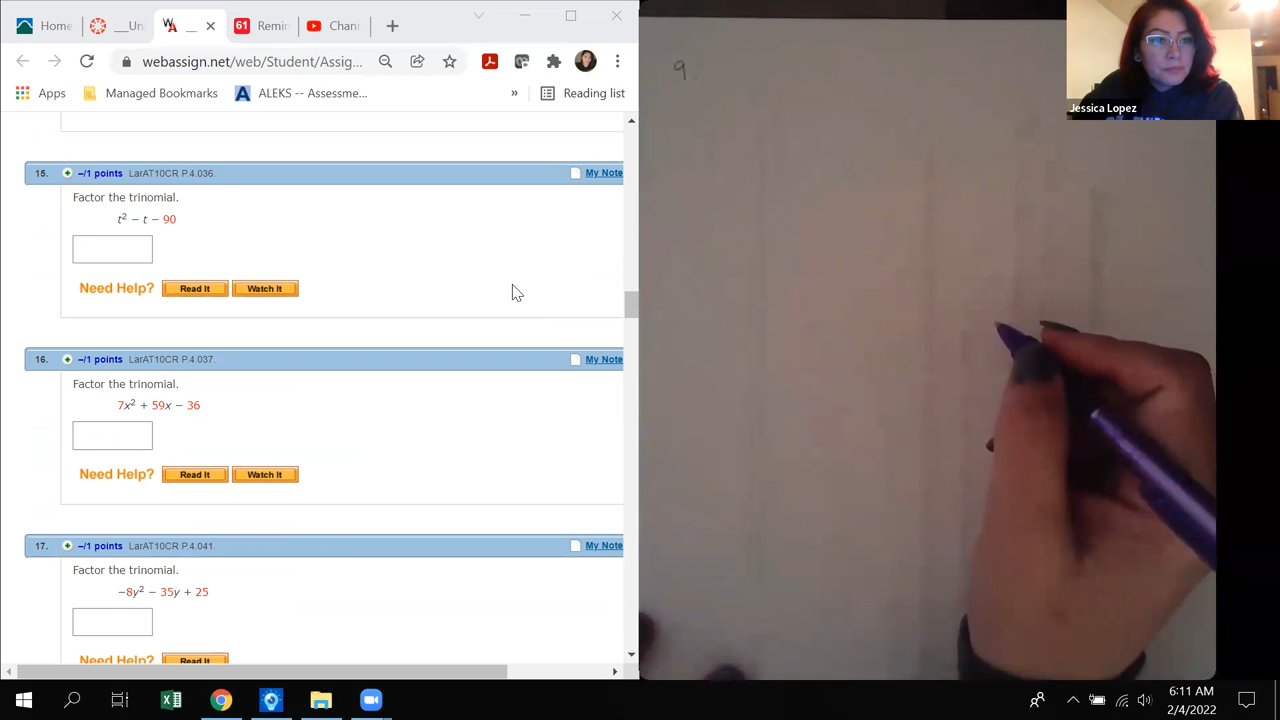 Home
__Un
__
61 Remin
Chann
webassign.net/web/Student/Assig...
Apps
Managed Bookmarks
ALEKS -- Assessme...
»
Reading list
15. –/1 points LarAT10CR P.4.036. My Note
Factor the trinomial.
t² − t − 90
Need Help? Read It Watch It
16. –/1 points LarAT10CR P.4.037. My Note
Factor the trinomial.
7x² + 59x − 36
Need Help? Read It Watch It
17. –/1 points LarAT10CR P.4.041. My Note
Factor the trinomial.
−8y² − 35y + 25
Need Help? Read It
9
Jessica Lopez
6:11 AM
2/4/2022